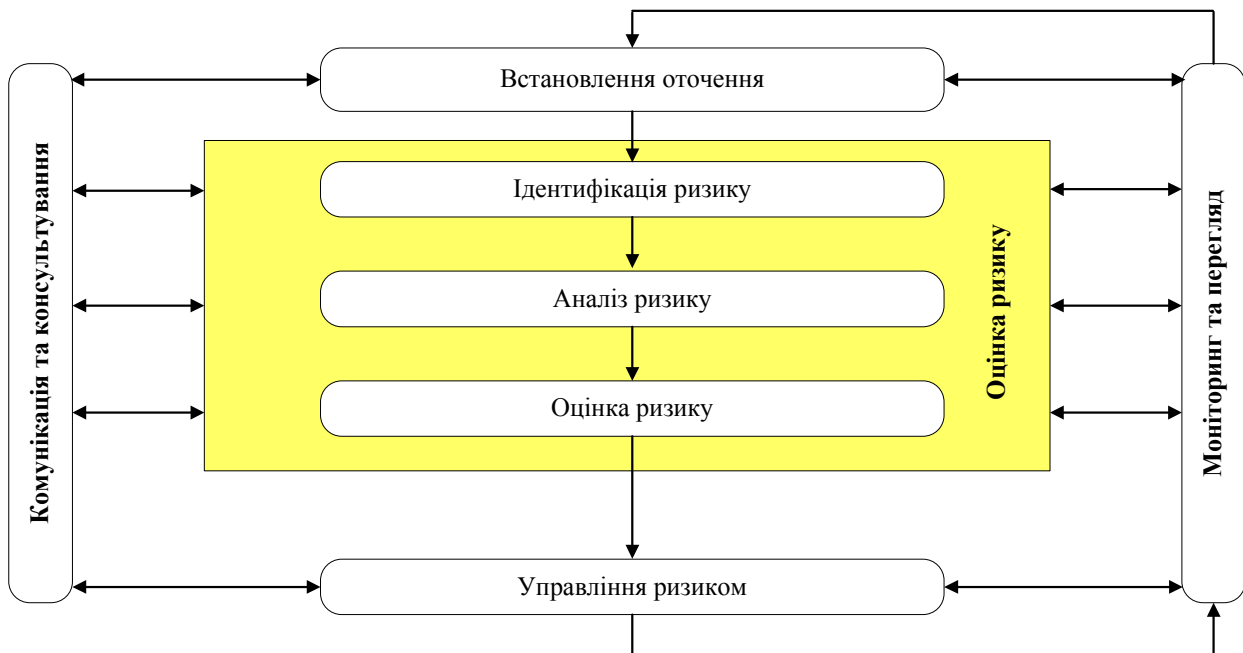 Встановлення оточення
Комунікація та консультування
Ідентифікація ризику
Аналіз ризику
Оцінка ризику
Оцінка ризику
Моніторинг та перегляд
Управління ризиком